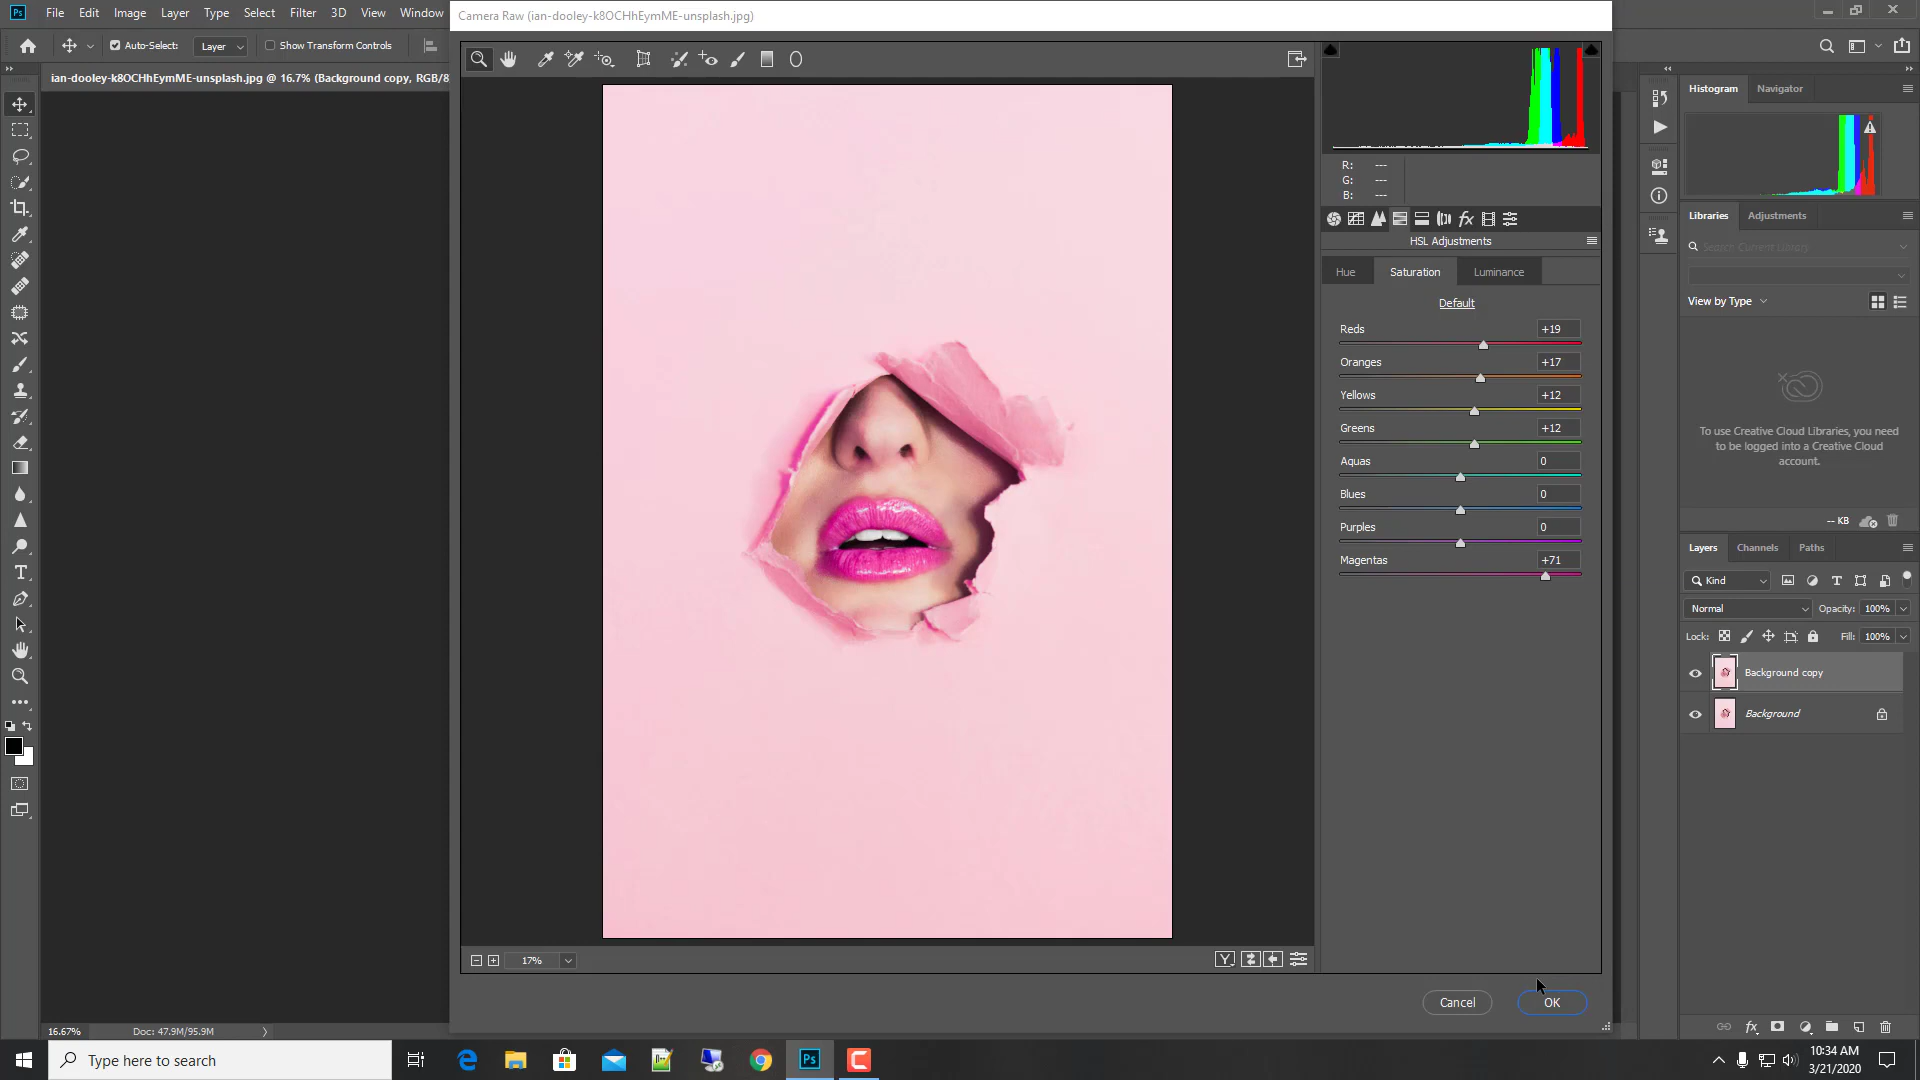 Ps File Edit Image Layer Type Select Filter 3D View Window
Camera Raw (ian-dooley-k8OCHhEymME-unsplash.jpg)
Auto-Select: Layer Show Transform Controls
ian-dooley-k8OCHhEymME-unsplash.jpg @ 16.7% (Background copy, RGB/8
R: ---
G: ---
B: ---
HSL Adjustments
Hue Saturation Luminance
Default
Reds +19
Oranges +17
Yellows +12
Greens +12
Aquas 0
Blues 0
Purples 0
Magentas +71
17%
Y
Cancel OK
16.67% Doc: 47.9M/95.9M
Histogram Navigator
Libraries Adjustments
Search Current Library
View by Type
To use Creative Cloud Libraries, you need
to be logged into a Creative Cloud
account.
-- KB
Layers Channels Paths
Kind
Normal Opacity: 100%
Lock: Fill: 100%
Background copy
Background
fx
Type here to search
Ps
10:34 AM
3/21/2020